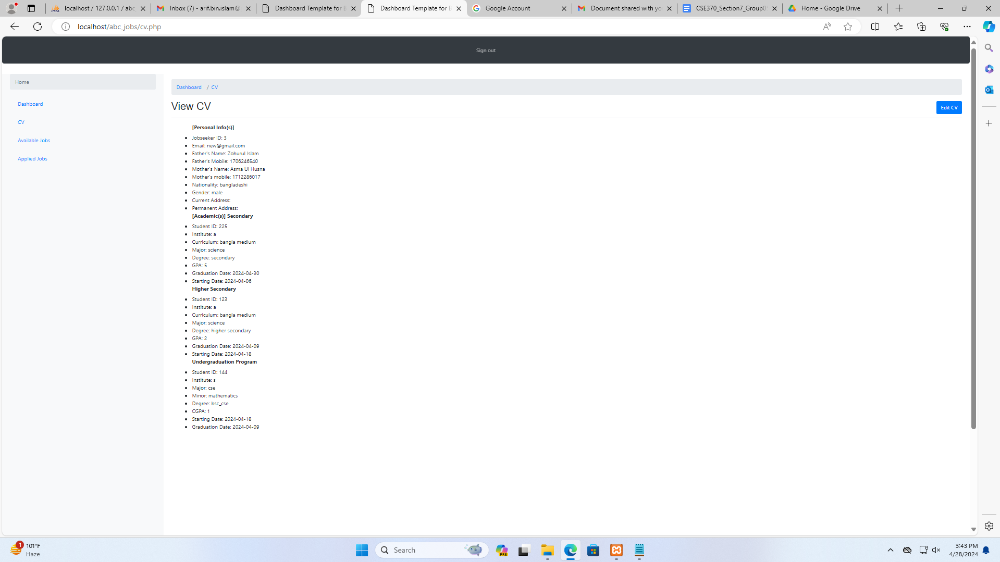 localhost / 127.0.0.1 / abc
Inbox (7) - arif.bin.islam@
Dashboard Template for B
Dashboard Template for B
Google Account
Document shared with yo
CSE370_Section7_Group0
Home - Google Drive
localhost/abc_jobs/cv.php
Sign out
Home
Dashboard
CV
Available Jobs
Applied Jobs
Dashboard / CV
View CV
Edit CV
[Personal Info(s)]
• Jobseeker ID: 3
• Email: new@gmail.com
• Father's Name: Zohurul Islam
• Father's Mobile: 1706246540
• Mother's Name: Asma Ul Husna
• Mother's mobile: 1712286017
• Nationality: bangladeshi
• Gender: male
• Current Address:
• Permanent Address:
[Academic(s)] Secondary
• Student ID: 225
• Institute: a
• Curriculum: bangla medium
• Major: science
• Degree: secondary
• GPA: 5
• Graduation Date: 2024-04-30
• Starting Date: 2024-04-06
Higher Secondary
• Student ID: 123
• Institute: a
• Curriculum: bangla medium
• Major: science
• Degree: higher secondary
• GPA: 2
• Graduation Date: 2024-04-09
• Starting Date: 2024-04-18
Undergraduation Program
• Student ID: 144
• Institute: s
• Major: cse
• Minor: mathematics
• Degree: bsc_cse
• CGPA: 1
• Starting Date: 2024-04-18
• Graduation Date: 2024-04-09
1
101°F
Haze
Search
PRE
3:43 PM
4/28/2024